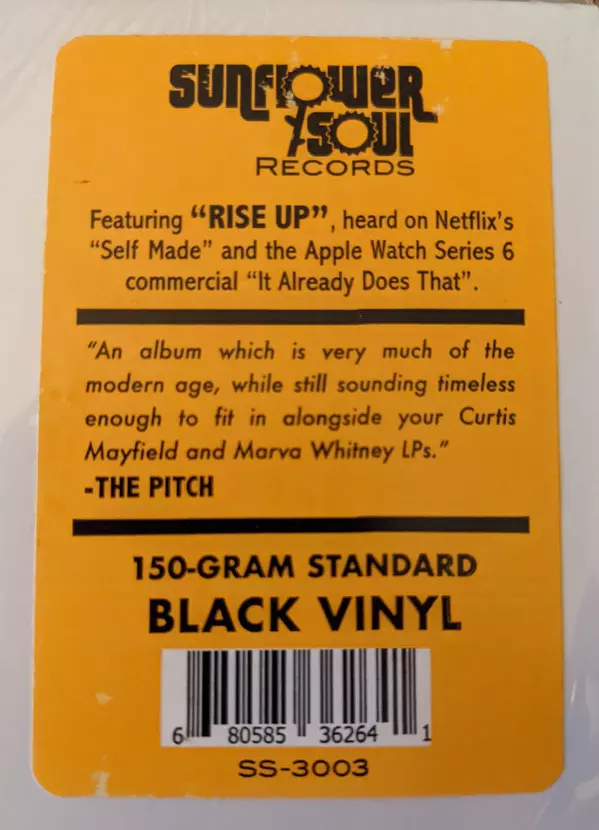 SUNFLOWER
SOUL
RECORDS
Featuring “RISE UP”, heard on Netflix’s
“Self Made” and the Apple Watch Series 6
commercial “It Already Does That”.
“An album which is very much of the
modern age, while still sounding timeless
enough to fit in alongside your Curtis
Mayfield and Marva Whitney LPs.”
-THE PITCH
150-GRAM STANDARD
BLACK VINYL
6 80585 36264 1
SS-3003